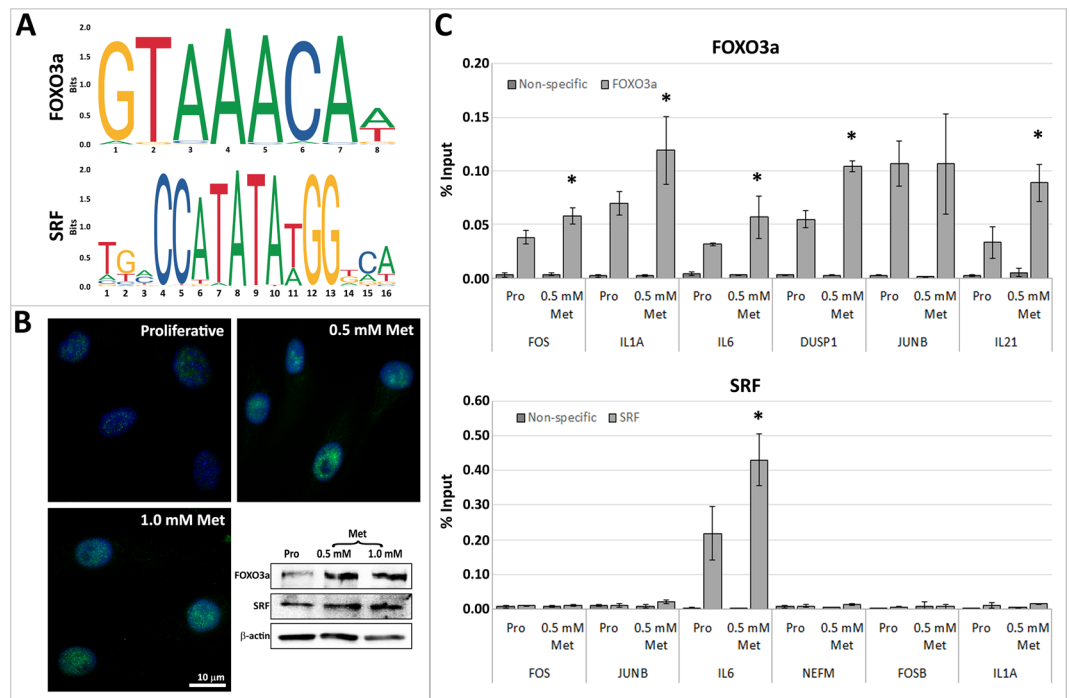 A
FOXO3a
Bits
2.0
1.5
1.0
0.5
0.0
GTAAACAA
T
1 2 3 4 5 6 7 8
SRF
Bits
2.0
1.5
1.0
0.5
0.0
TGACCATATATGGTCA
1 2 3 4 5 6 7 8 9 10 11 12 13 14 15 16
B
Proliferative
0.5 mM Met
1.0 mM Met
10 μm
Met
Pro 0.5 mM 1.0 mM
FOXO3a
SRF
β-actin
C
FOXO3a
Non-specific FOXO3a
% Input
0.20
0.15
0.10
0.05
0.00
* * * * *
Pro 0.5 mM Pro 0.5 mM Pro 0.5 mM Pro 0.5 mM Pro 0.5 mM Pro 0.5 mM
Met Met Met Met Met Met
FOS IL1A IL6 DUSP1 JUNB IL21
SRF
Non-specific SRF
% Input
0.60
0.50
0.40
0.30
0.20
0.10
0.00
*
Pro 0.5 mM Pro 0.5 mM Pro 0.5 mM Pro 0.5 mM Pro 0.5 mM Pro 0.5 mM
Met Met Met Met Met Met
FOS JUNB IL6 NEFM FOSB IL1A